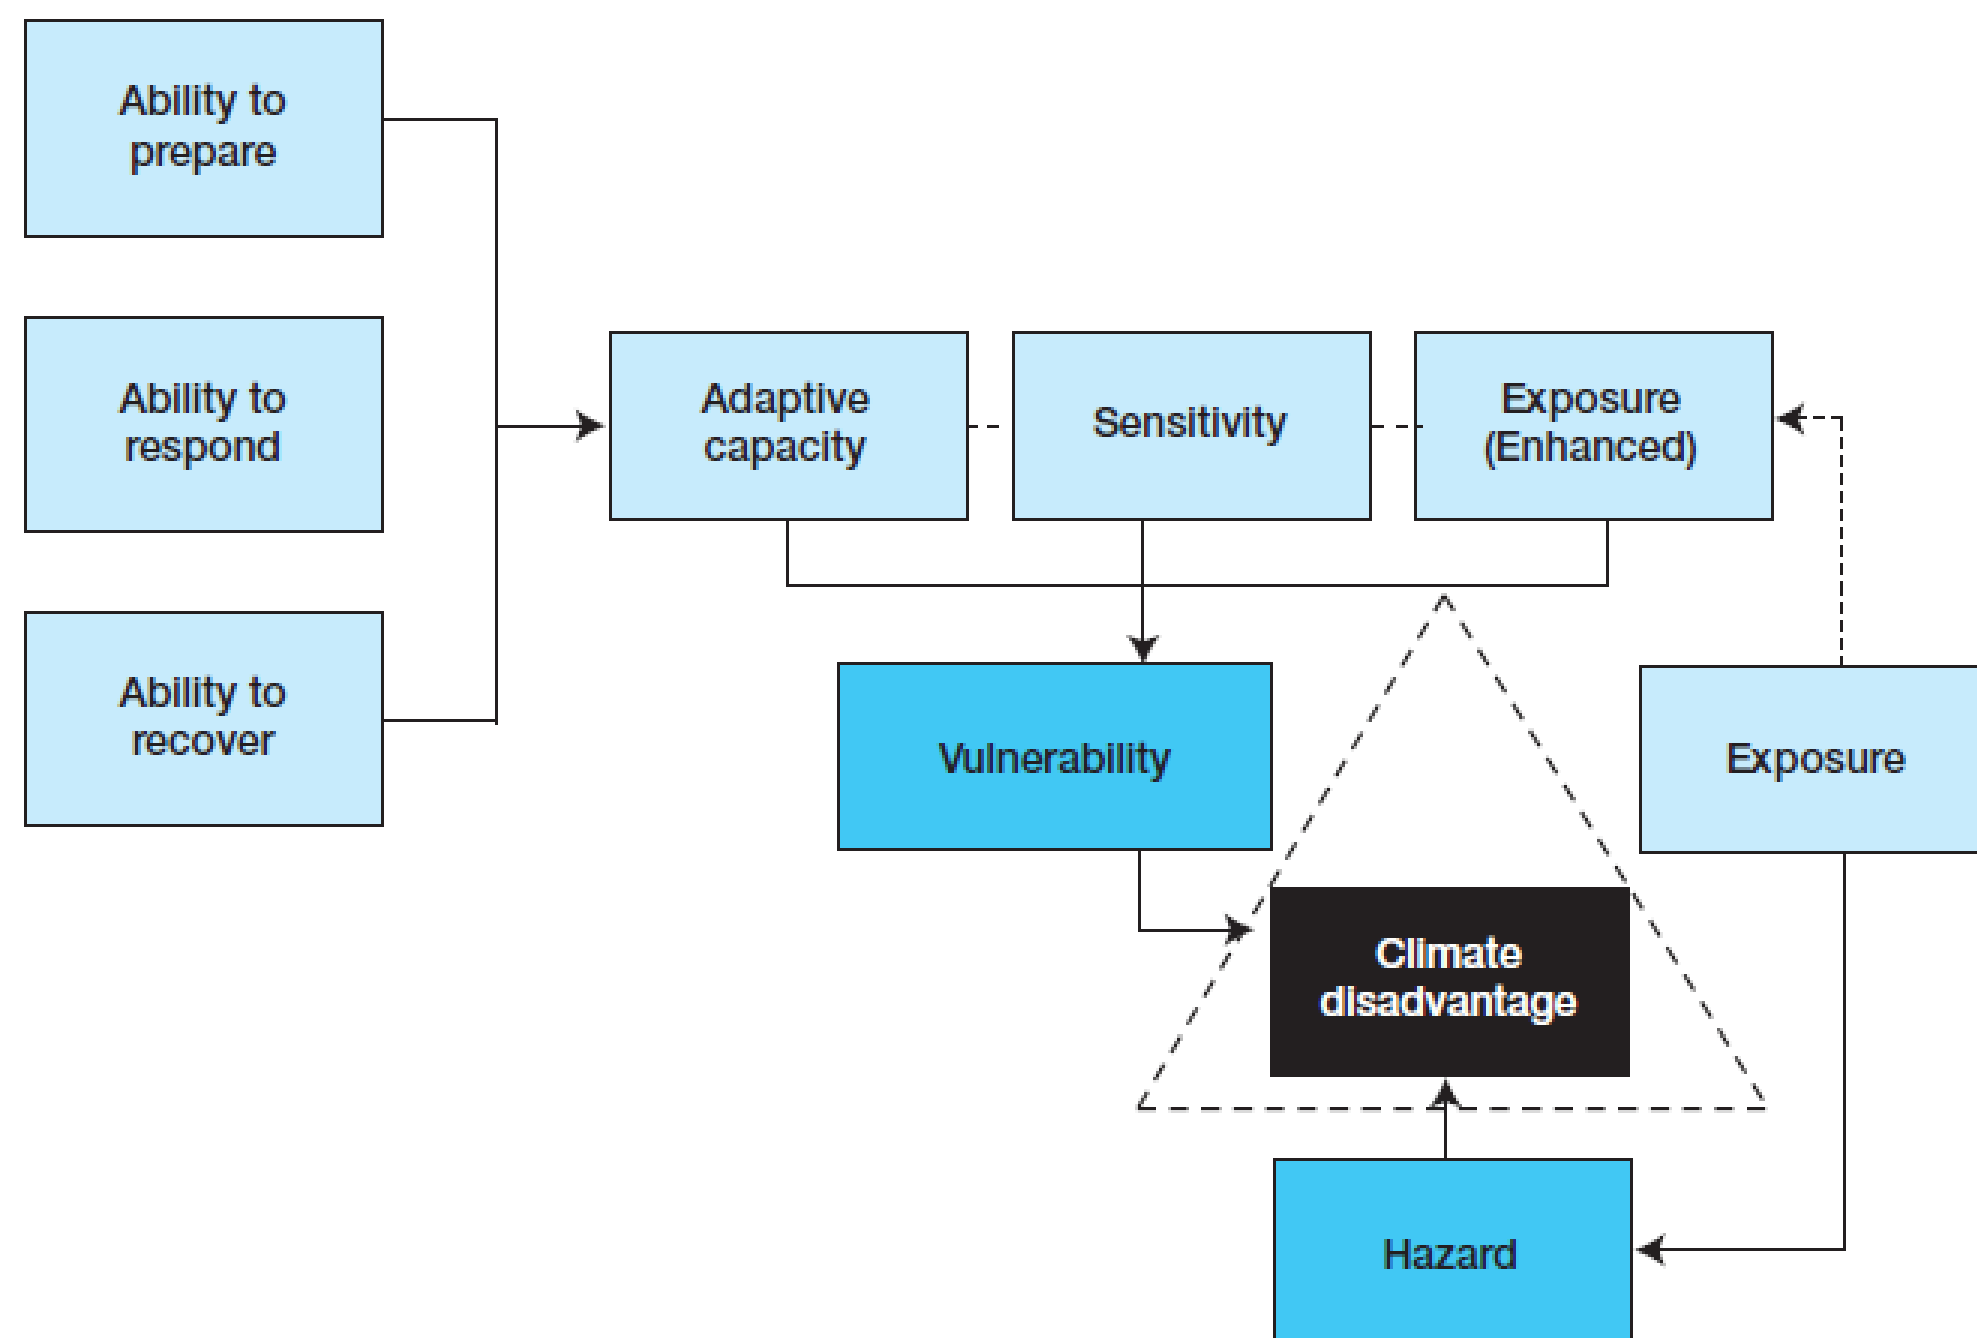 Ability to
prepare
Ability to
respond
Ability to
recover
Adaptive
capacity
Sensitivity
Exposure
(Enhanced)
Vulnerability
Exposure
Climate
disadvantage
Hazard